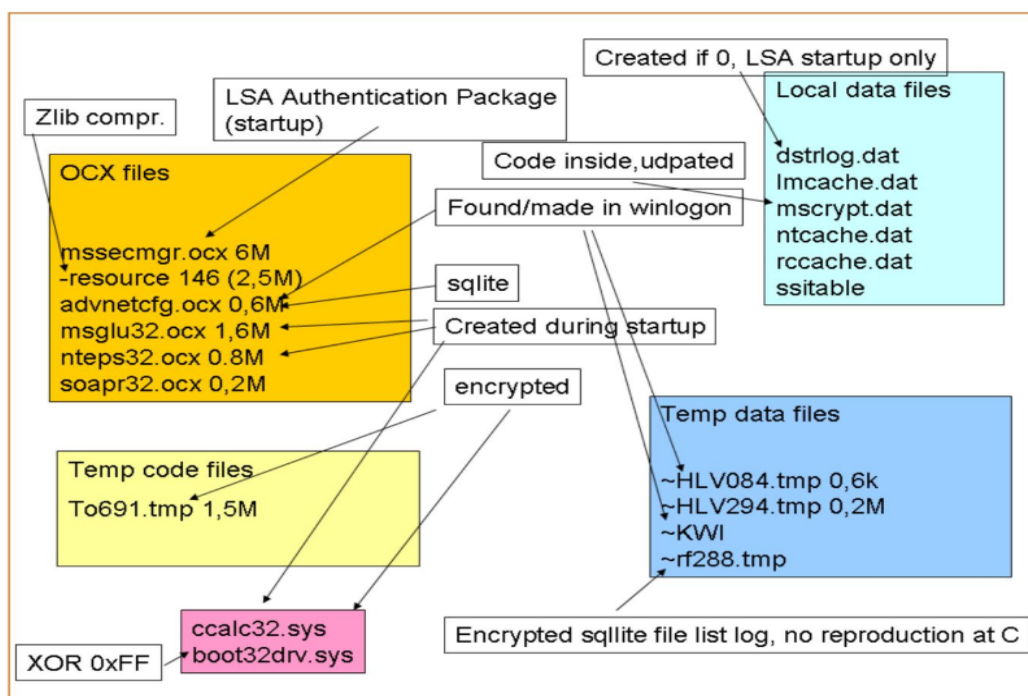 Created if 0, LSA startup only
LSA Authentication Package
(startup)
Zlib compr.
Local data files
dstrlog.dat
lmcache.dat
mscrypt.dat
ntcache.dat
rccache.dat
ssitable
Code inside,udpated
OCX files
mssecmgr.ocx 6M
-resource 146 (2,5M)
advnetcfg.ocx 0,6M
msglu32.ocx 1,6M
nteps32.ocx 0.8M
soapr32.ocx 0,2M
Found/made in winlogon
sqlite
Created during startup
encrypted
Temp code files
To691.tmp 1,5M
Temp data files
~HLV084.tmp 0,6k
~HLV294.tmp 0,2M
~KWI
~rf288.tmp
ccalc32.sys
boot32drv.sys
XOR 0xFF
Encrypted sqllite file list log, no reproduction at C